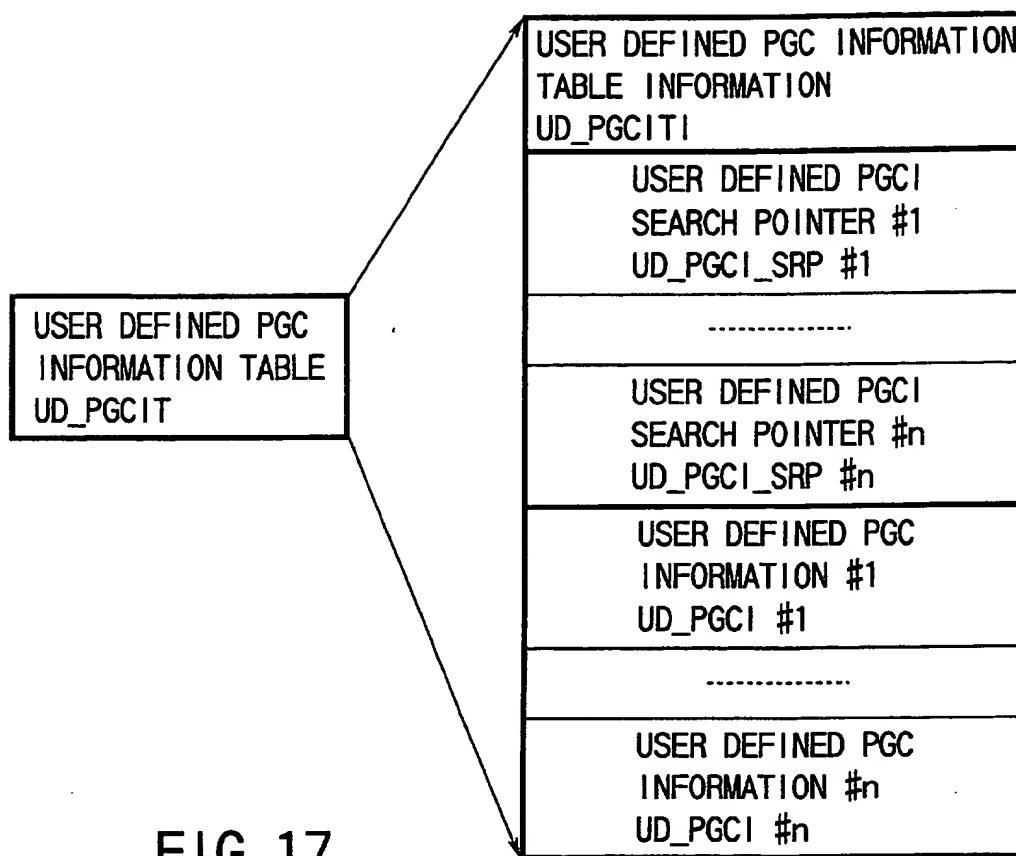 USER DEFINED PGC
INFORMATION TABLE
UD_PGCIT
USER DEFINED PGC INFORMATION
TABLE INFORMATION
UD_PGCITI
USER DEFINED PGCI
SEARCH POINTER #1
UD_PGCI_SRP #1
---------------
USER DEFINED PGCI
SEARCH POINTER #n
UD_PGCI_SRP #n
USER DEFINED PGC
INFORMATION #1
UD_PGCI #1
---------------
USER DEFINED PGC
INFORMATION #n
UD_PGCI #n
FIG. 17